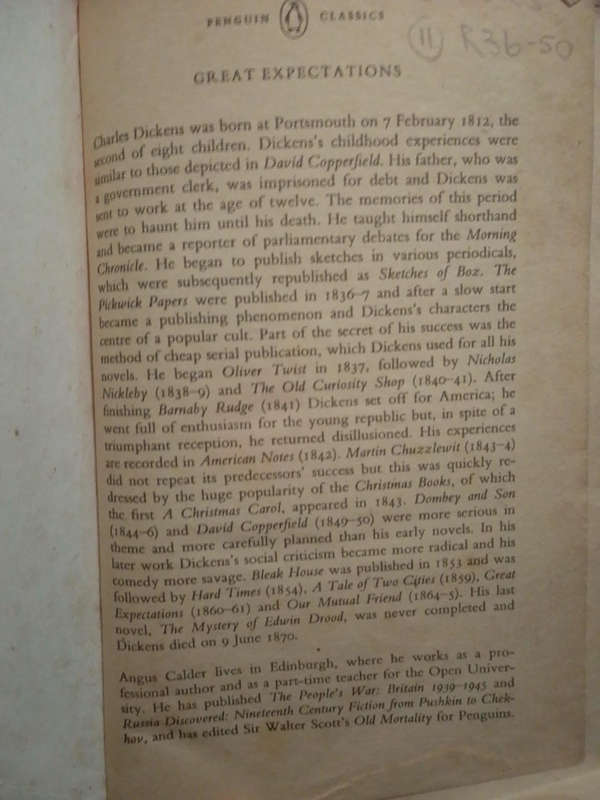 PENGUIN CLASSICS
11 R36-50
GREAT EXPECTATIONS
Charles Dickens was born at Portsmouth on 7 February 1812, the
second of eight children. Dickens's childhood experiences were
similar to those depicted in David Copperfield. His father, who was
a government clerk, was imprisoned for debt and Dickens was
sent to work at the age of twelve. The memories of this period
were to haunt him until his death. He taught himself shorthand
and became a reporter of parliamentary debates for the Morning
Chronicle. He began to publish sketches in various periodicals,
which were subsequently republished as Sketches of Boz. The
Pickwick Papers were published in 1836-7 and after a slow start
became a publishing phenomenon and Dickens's characters the
centre of a popular cult. Part of the secret of his success was the
method of cheap serial publication, which Dickens used for all his
novels. He began Oliver Twist in 1837, followed by Nicholas
Nickleby (1838-9) and The Old Curiosity Shop (1840-41). After
finishing Barnaby Rudge (1841) Dickens set off for America; he
went full of enthusiasm for the young republic but, in spite of a
triumphant reception, he returned disillusioned. His experiences
are recorded in American Notes (1842). Martin Chuzzlewit (1843-4)
did not repeat its predecessors' success but this was quickly re-
dressed by the huge popularity of the Christmas Books, of which
the first A Christmas Carol, appeared in 1843. Dombey and Son
(1844-6) and David Copperfield (1849-50) were more serious in
theme and more carefully planned than his early novels. In his
later work Dickens's social criticism became more radical and his
comedy more savage. Bleak House was published in 1853 and was
followed by Hard Times (1854), A Tale of Two Cities (1859), Great
Expectations (1860-61) and Our Mutual Friend (1864-5). His last
novel, The Mystery of Edwin Drood, was never completed and
Dickens died on 9 June 1870.
Angus Calder lives in Edinburgh, where he works as a pro-
fessional author and as a part-time teacher for the Open Univer-
sity. He has published The People's War: Britain 1939-1945 and
Russia Discovered: Nineteenth Century Fiction from Pushkin to Chek-
hov, and has edited Sir Walter Scott's Old Mortality for Penguins.